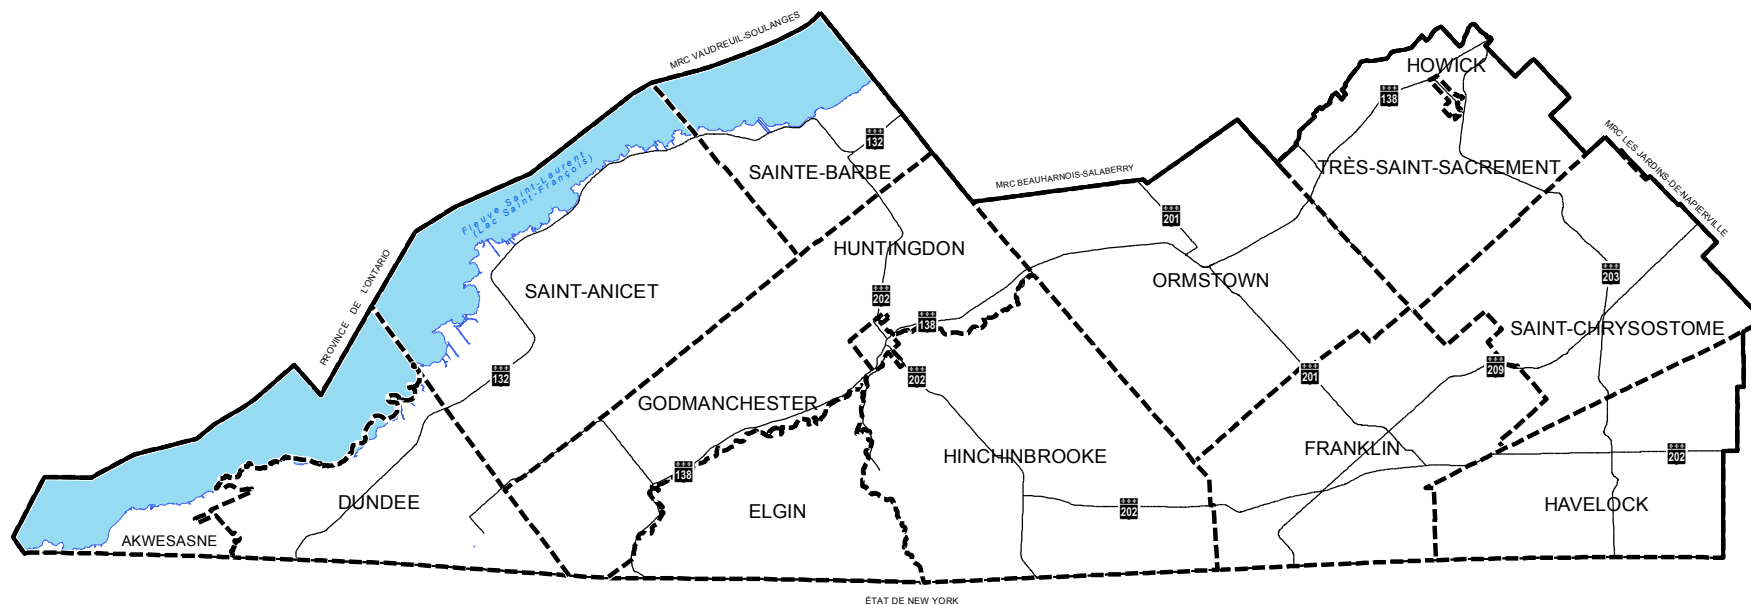 MRC VAUDREUIL-SOULANGES
HOWICK
138
MRC LES JARDINS-DE-NAPIERVILLE
132
SAINTE-BARBE
TRÈS-SAINT-SACREMENT
MRC BEAUHARNOIS-SALABERRY
Fleuve Saint-Laurent
(Lac Saint-François)
201
HUNTINGDON
PROVINCE DE L'ONTARIO
SAINT-ANICET
ORMSTOWN
203
202
138
SAINT-CHRYSOSTOME
132
202
201
209
GODMANCHESTER
HINCHINBROOKE
FRANKLIN
202
138
DUNDEE
ELGIN
202
HAVELOCK
AKWESASNE
ÉTAT DE NEW YORK